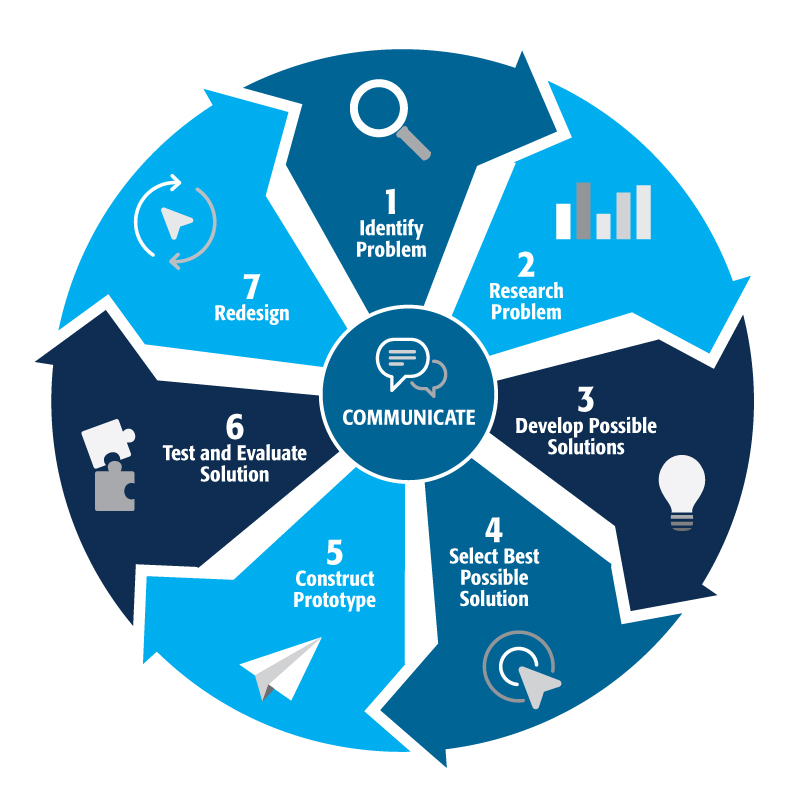 1
Identify
Problem
2
Research
Problem
3
Develop Possible
Solutions
4
Select Best
Possible
Solution
5
Construct
Prototype
6
Test and Evaluate
Solution
7
Redesign
COMMUNICATE